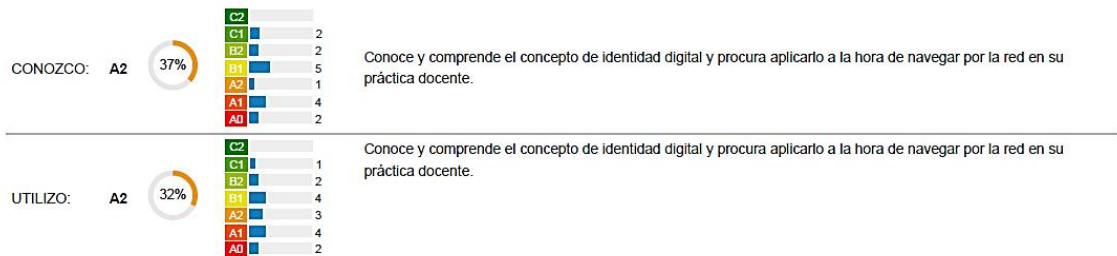 C2
C1 2
B2 2
B1 5
A2 1
A1 4
A0 2
CONOZCO: A2 37%
Conoce y comprende el concepto de identidad digital y procura aplicarlo a la hora de navegar por la red en su
práctica docente.
C2
C1 1
B2 2
B1 4
A2 3
A1 4
A0 2
UTILIZO: A2 32%
Conoce y comprende el concepto de identidad digital y procura aplicarlo a la hora de navegar por la red en su
práctica docente.